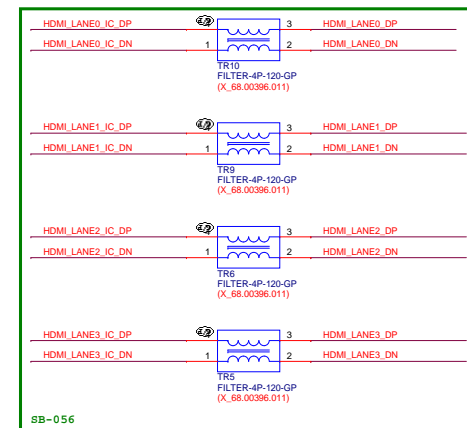 HDMI_LANE0_IC_DP 3 HDMI_LANE0_DP
HDMI_LANE0_IC_DN 1 2 HDMI_LANE0_DN
TR10
FILTER-4P-120-GP
(X_68.00396.011)
HDMI_LANE1_IC_DP 3 HDMI_LANE1_DP
HDMI_LANE1_IC_DN 1 2 HDMI_LANE1_DN
TR9
FILTER-4P-120-GP
(X_68.00396.011)
HDMI_LANE2_IC_DP 3 HDMI_LANE2_DP
HDMI_LANE2_IC_DN 1 2 HDMI_LANE2_DN
TR6
FILTER-4P-120-GP
(X_68.00396.011)
HDMI_LANE3_IC_DP 3 HDMI_LANE3_DP
HDMI_LANE3_IC_DN 1 2 HDMI_LANE3_DN
TR5
FILTER-4P-120-GP
(X_68.00396.011)
SB-056